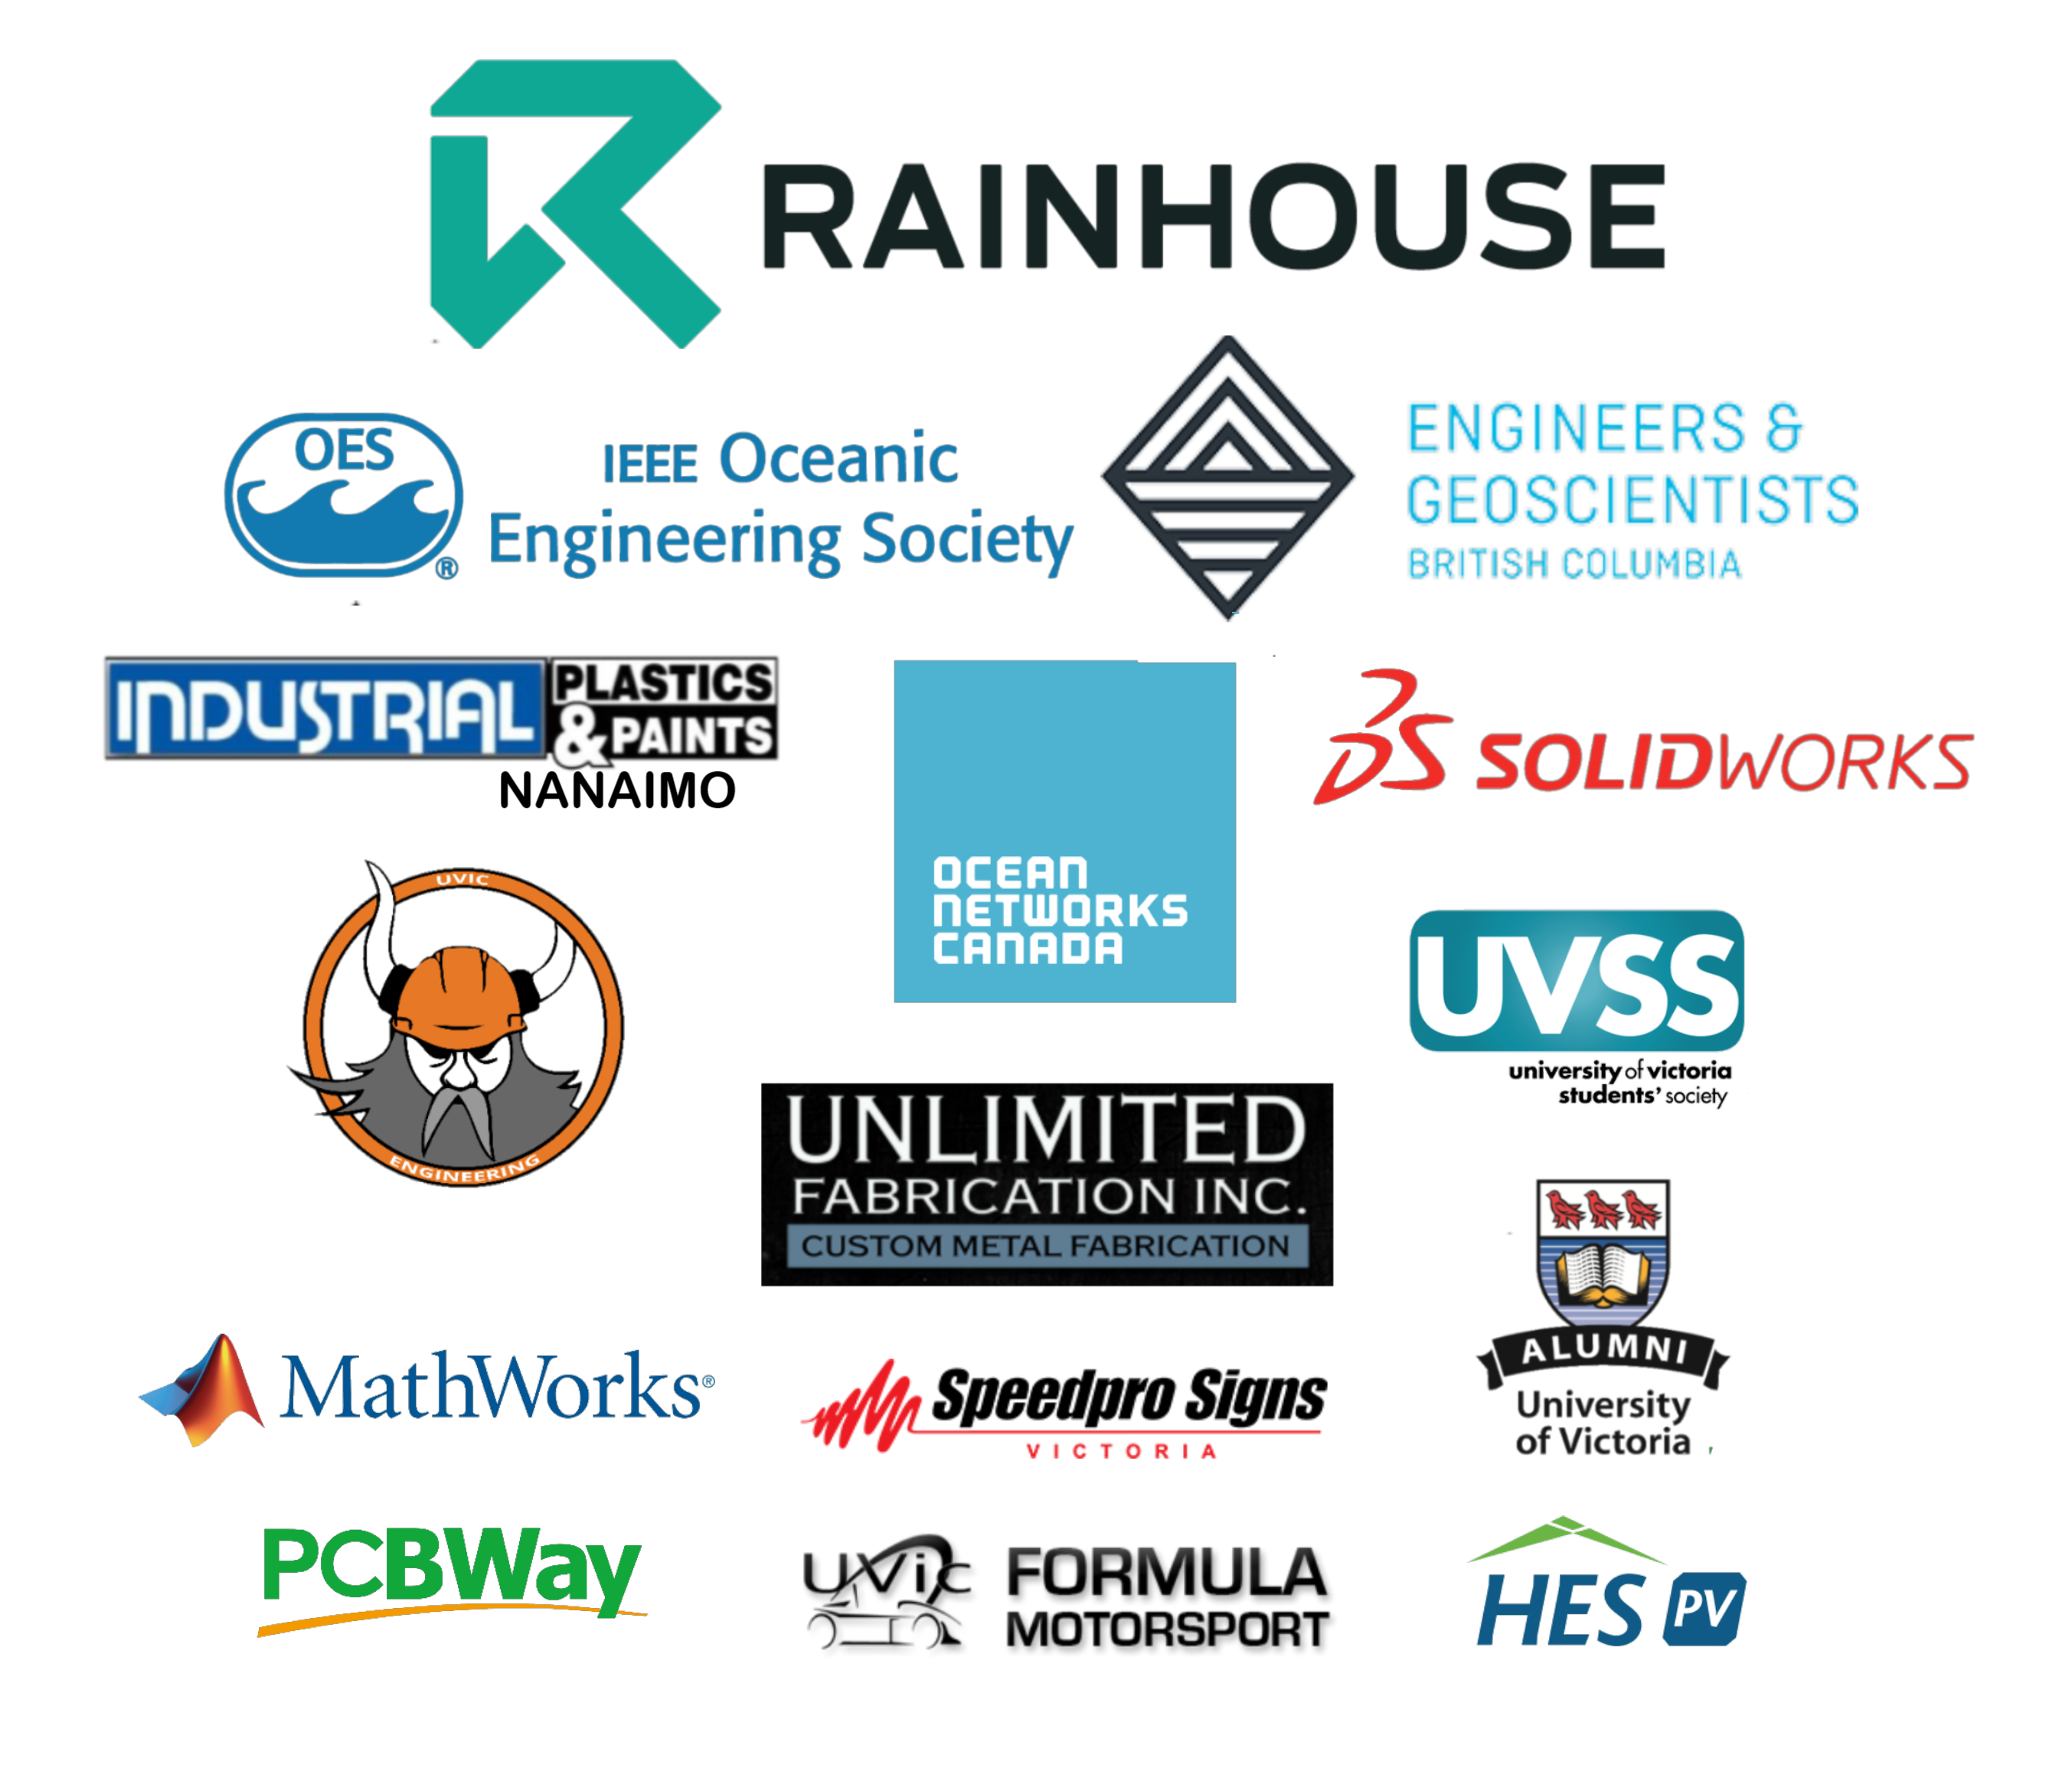 RAINHOUSE
OES
®
IEEE Oceanic
Engineering Society
ENGINEERS &
GEOSCIENTISTS
BRITISH COLUMBIA
INDUSTRIAL
PLASTICS
& PAINTS
NANAIMO
OCEAN
NETWORKS
CANADA
DS SOLIDWORKS
UVIC
ENGINEERING
UVSS
university of victoria
students' society
UNLIMITED
FABRICATION INC.
CUSTOM METAL FABRICATION
ALUMNI
University
of Victoria
MathWorks®
Speedpro Signs
VICTORIA
PCBWay
UVic
FORMULA
MOTORSPORT
HES PV